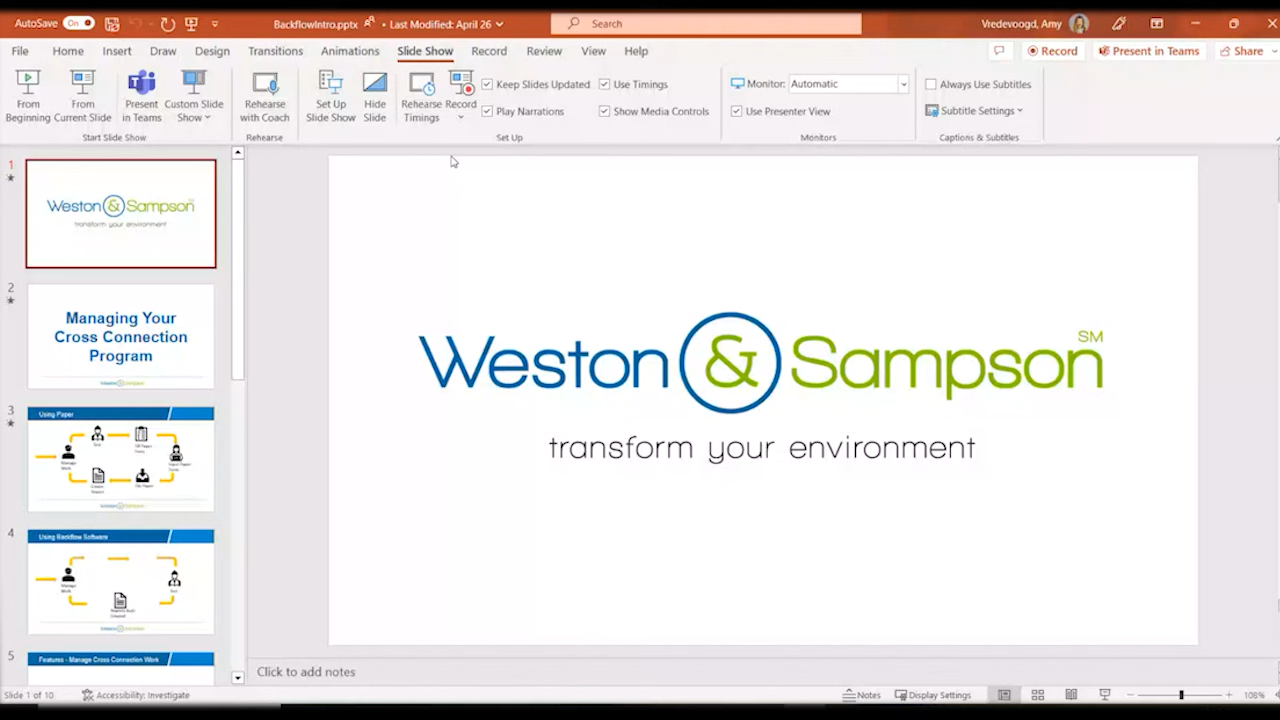 AutoSave On BackflowIntro.pptx • Last Modified: April 26 Search Vredevoogd, Amy
File Home Insert Draw Design Transitions Animations Slide Show Record Review View Help Record Present in Teams Share
From Beginning
From Current Slide
Present in Teams
Custom Slide Show
Start Slide Show
Rehearse with Coach
Rehearse
Set Up Slide Show
Hide Slide
Rehearse Timings
Record
Keep Slides Updated Use Timings
Play Narrations Show Media Controls
Set Up
Monitor: Automatic
Use Presenter View
Monitors
Always Use Subtitles
Subtitle Settings
Captions & Subtitles
1
Weston & Sampson
transform your environment
2
Managing Your
Cross Connection
Program
3
Using Paper
4
Using Backflow Software
5
Features - Manage Cross Connection Work
Weston & Sampson SM
transform your environment
Click to add notes
Slide 1 of 10 Accessibility: Investigate Notes Display Settings 108%